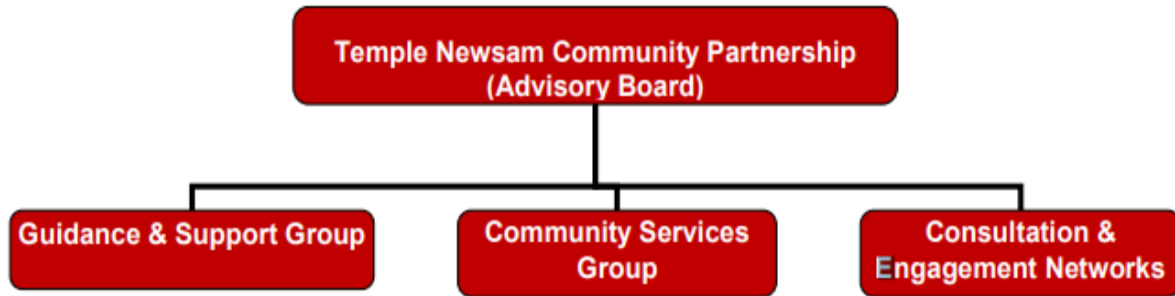 Temple Newsam Community Partnership
(Advisory Board)
Guidance & Support Group
Community Services
Group
Consultation &
Engagement Networks